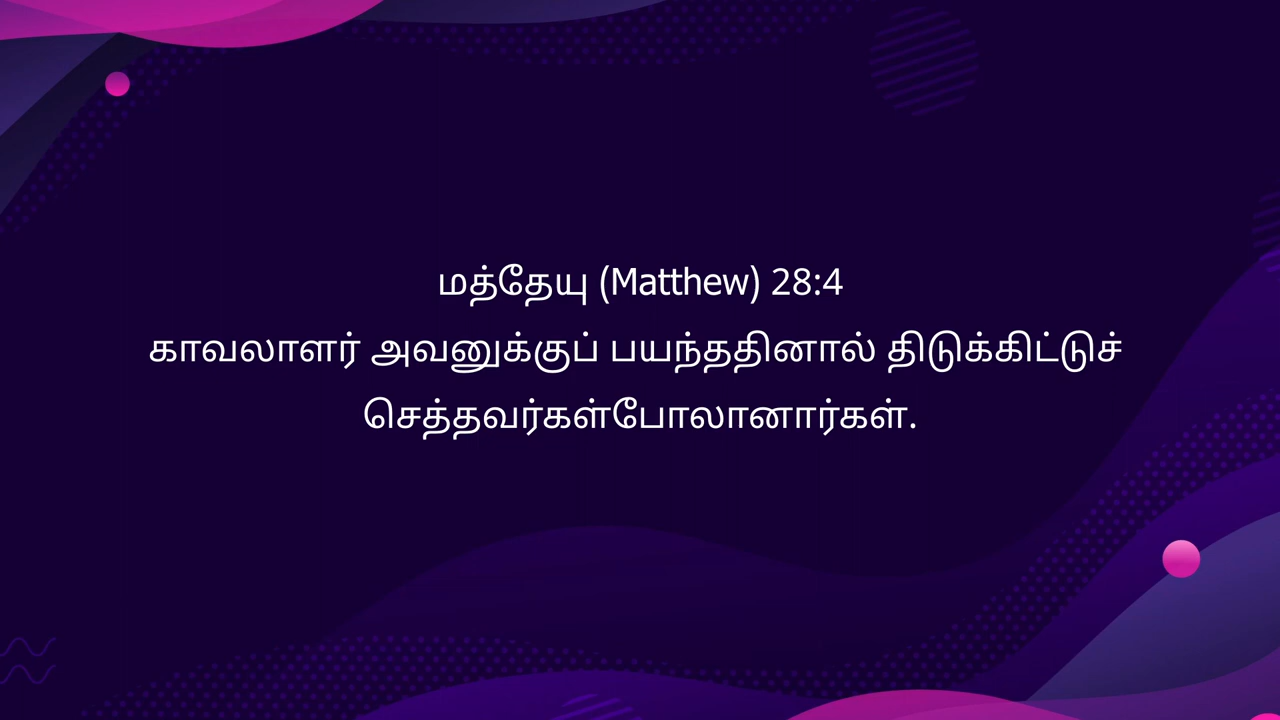 மத்தேயு (Matthew) 28:4
காவலாளர் அவனுக்குப் பயந்ததினால் திடுக்கிட்டுச்
செத்தவர்கள்போலானார்கள்.